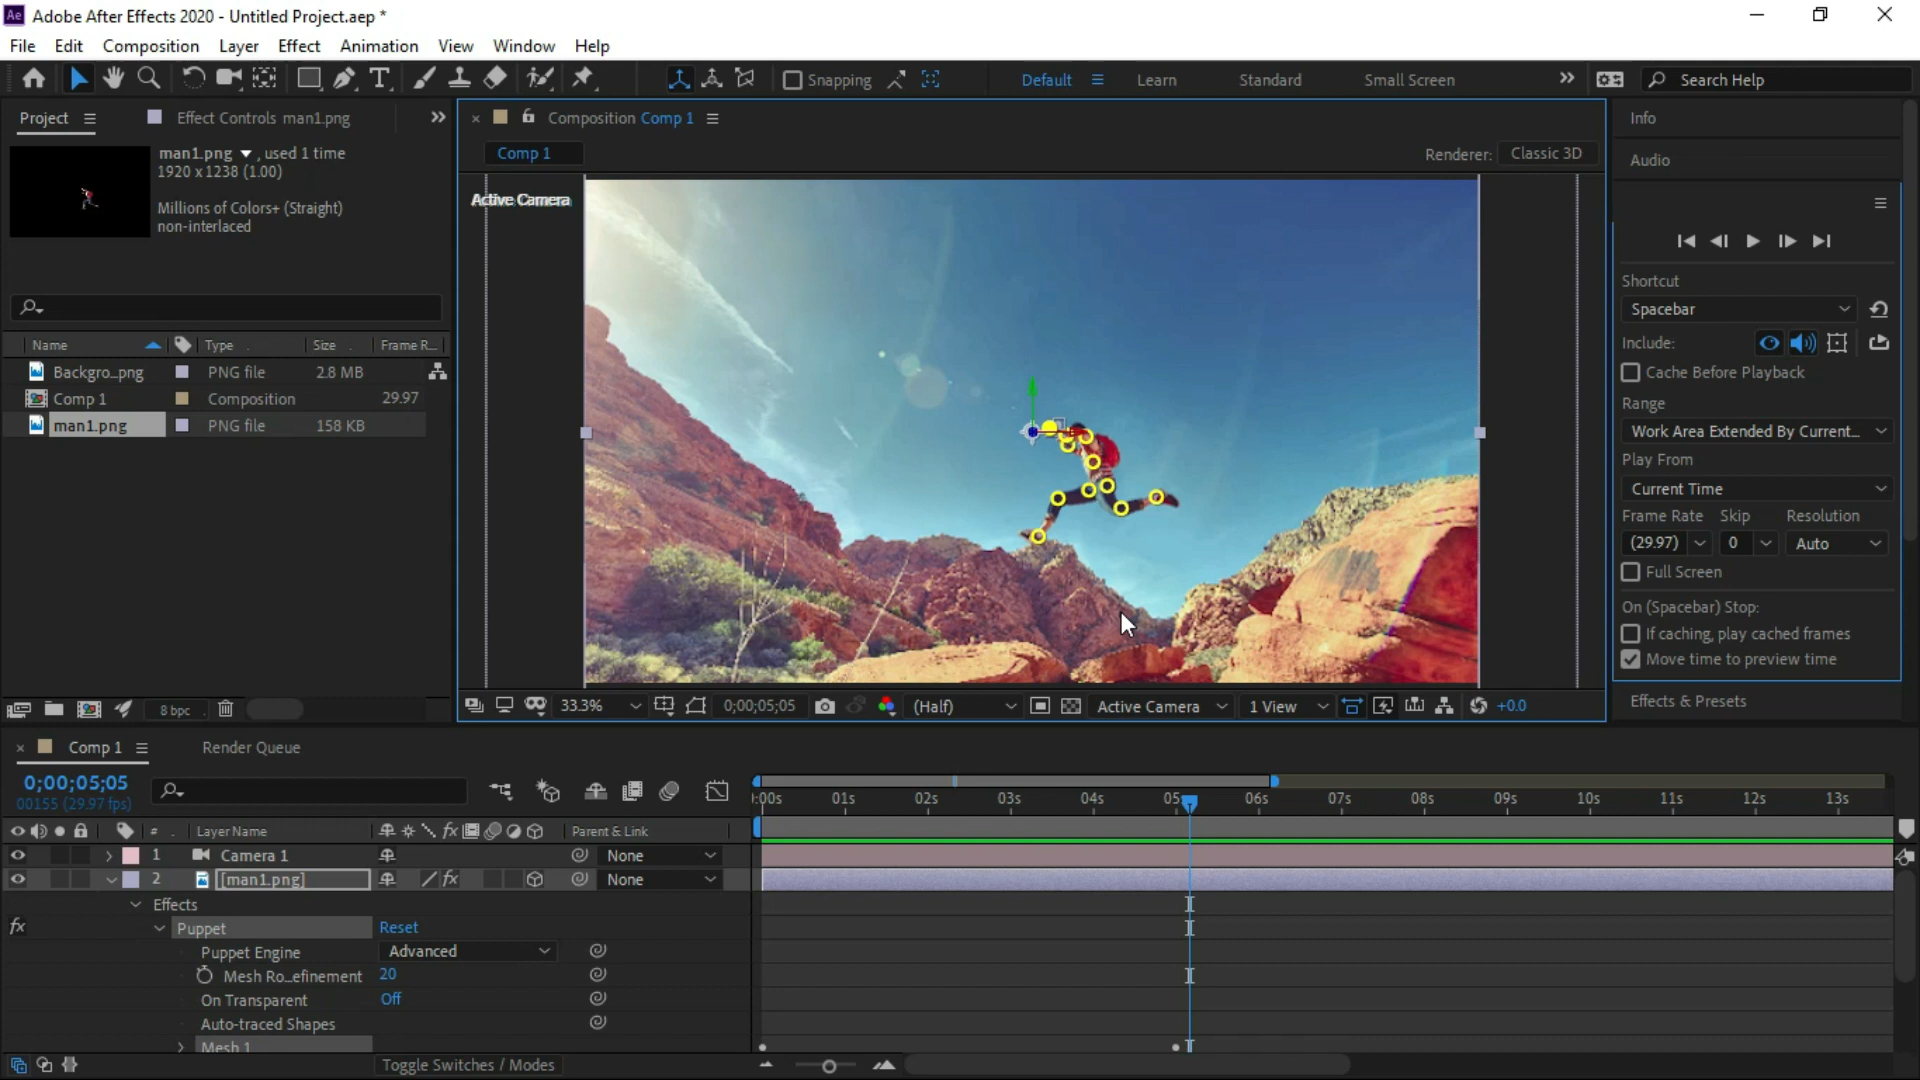 Ae Adobe After Effects 2020 - Untitled Project.aep *
File Edit Composition Layer Effect Animation View Window Help
Snapping Default Learn Standard Small Screen Search Help
Project Effect Controls man1.png
man1.png , used 1 time
1920 x 1238 (1.00)
Millions of Colors+ (Straight)
non-interlaced
Name Type Size Frame R...
Backgro...png PNG file 2.8 MB
Comp 1 Composition 29.97
man1.png PNG file 158 KB
8 bpc
Composition Comp 1
Comp 1 Renderer: Classic 3D
Active Camera
33.3% 0;00;05;05 (Half) Active Camera 1 View +0.0
Info
Audio
Shortcut
Spacebar
Include:
Cache Before Playback
Range
Work Area Extended By Current...
Play From
Current Time
Frame Rate Skip Resolution
(29.97) 0 Auto
Full Screen
On (Spacebar) Stop:
If caching, play cached frames
Move time to preview time
Effects & Presets
Comp 1 Render Queue
0;00;05;05
00155 (29.97 fps)
):00s 01s 02s 03s 04s 05s 06s 07s 08s 09s 10s 11s 12s 13s
# Layer Name Parent & Link
1 Camera 1 None
2 [man1.png] None
Effects
fx Puppet Reset
Puppet Engine Advanced
Mesh Ro...efinement 20
On Transparent Off
Auto-traced Shapes
Mesh 1
Toggle Switches / Modes